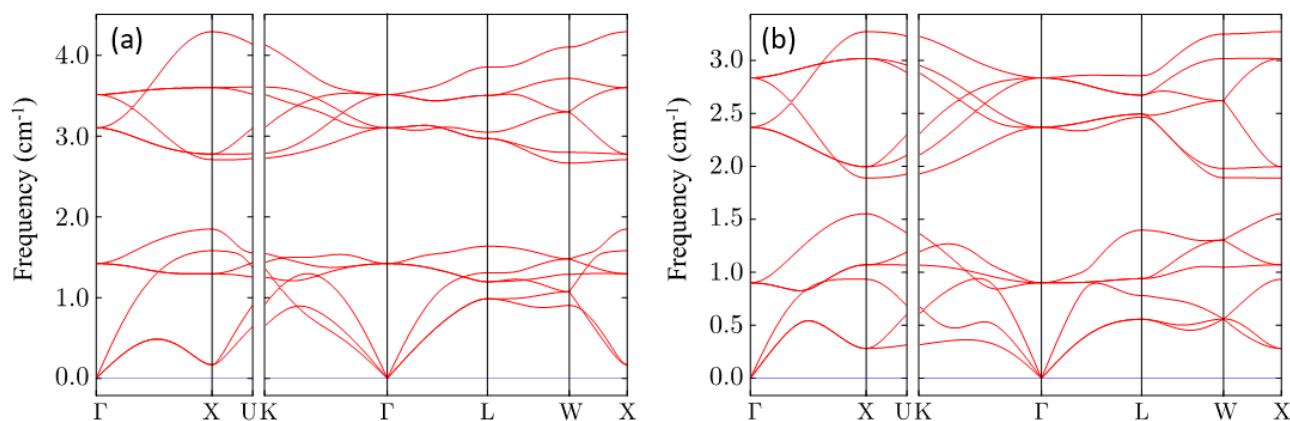 (a)
Frequency (cm⁻¹)
4.0
3.0
2.0
1.0
0.0
Γ X U K Γ L W X
(b)
Frequency (cm⁻¹)
3.0
2.5
2.0
1.5
1.0
0.5
0.0
Γ X U K Γ L W X